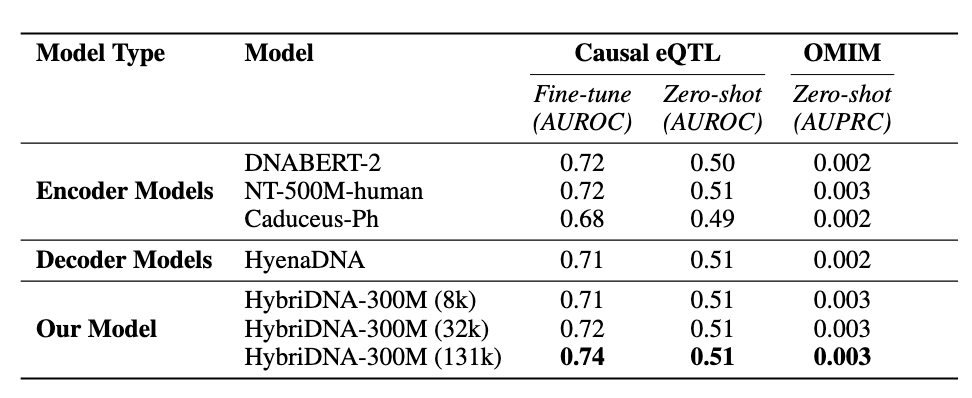 Model Type Model Causal eQTL OMIM
Fine-tune Zero-shot Zero-shot
(AUROC) (AUROC) (AUPRC)
DNABERT-2 0.72 0.50 0.002
Encoder Models NT-500M-human 0.72 0.51 0.003
Caduceus-Ph 0.68 0.49 0.002
Decoder Models HyenaDNA 0.71 0.51 0.002
HybriDNA-300M (8k) 0.71 0.51 0.003
Our Model HybriDNA-300M (32k) 0.72 0.51 0.003
HybriDNA-300M (131k) 0.74 0.51 0.003